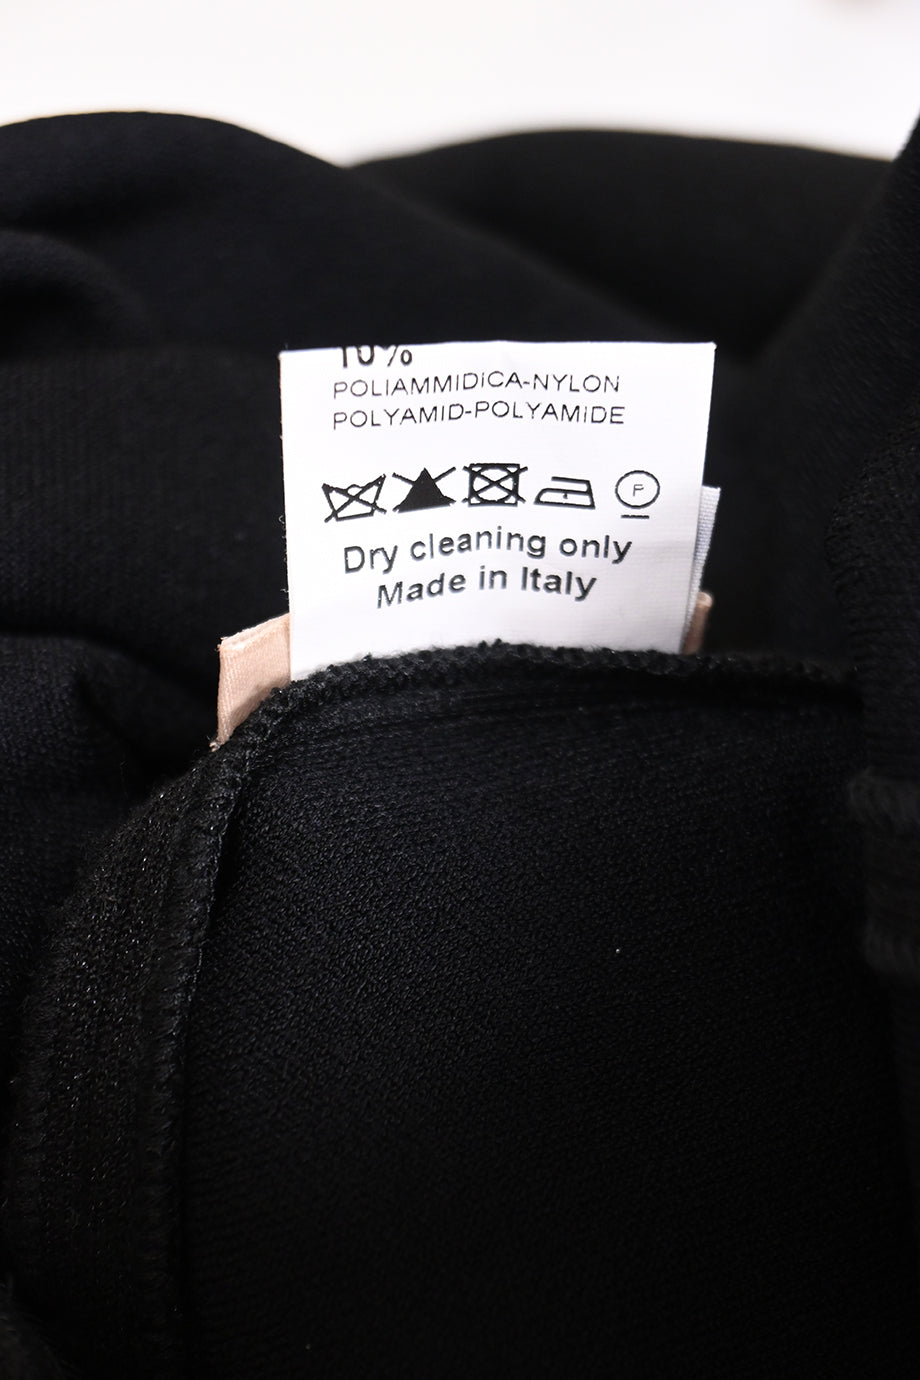 10%
POLIAMMIDICA-NYLON
POLYAMID-POLYAMIDE
P
Dry cleaning only
Made in Italy